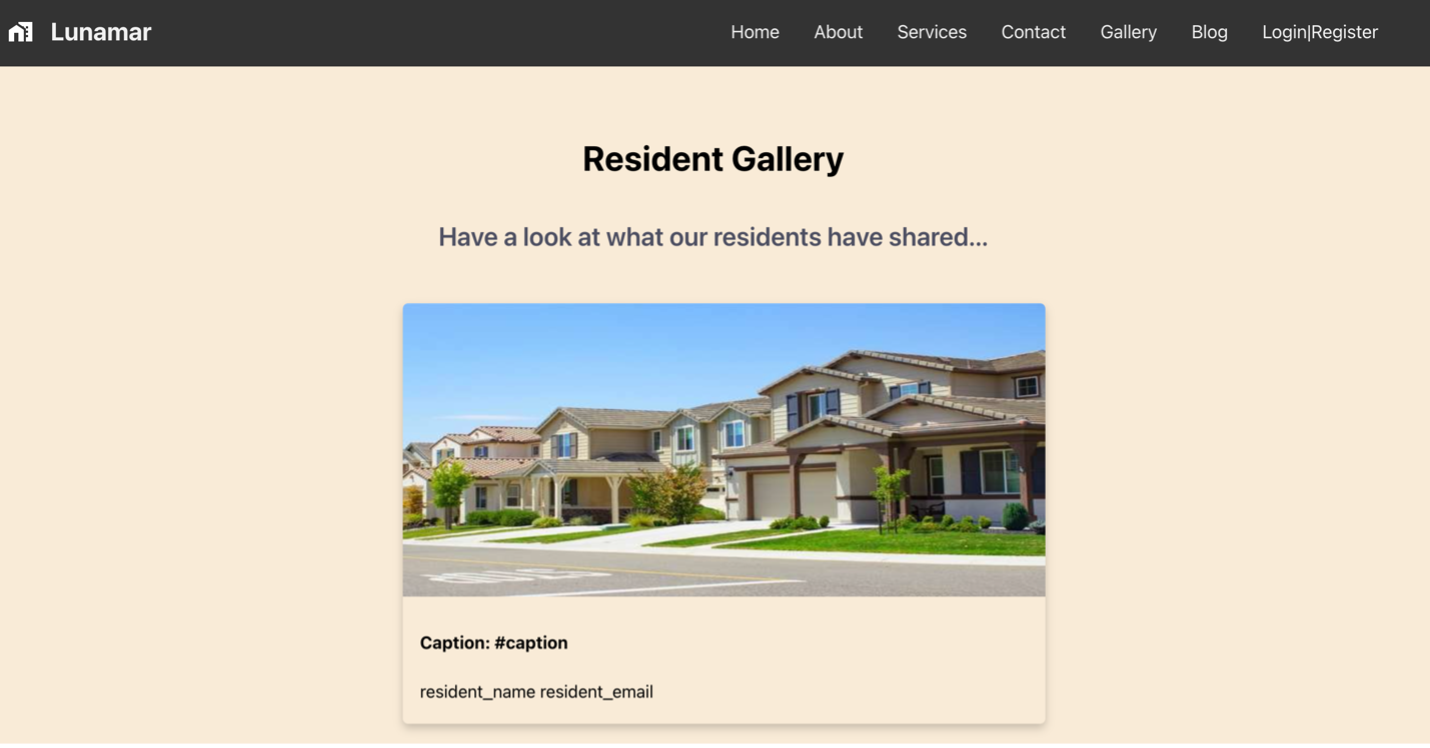 Lunamar
Home About Services Contact Gallery Blog Login|Register
Resident Gallery
Have a look at what our residents have shared...
Caption: #caption
resident_name resident_email